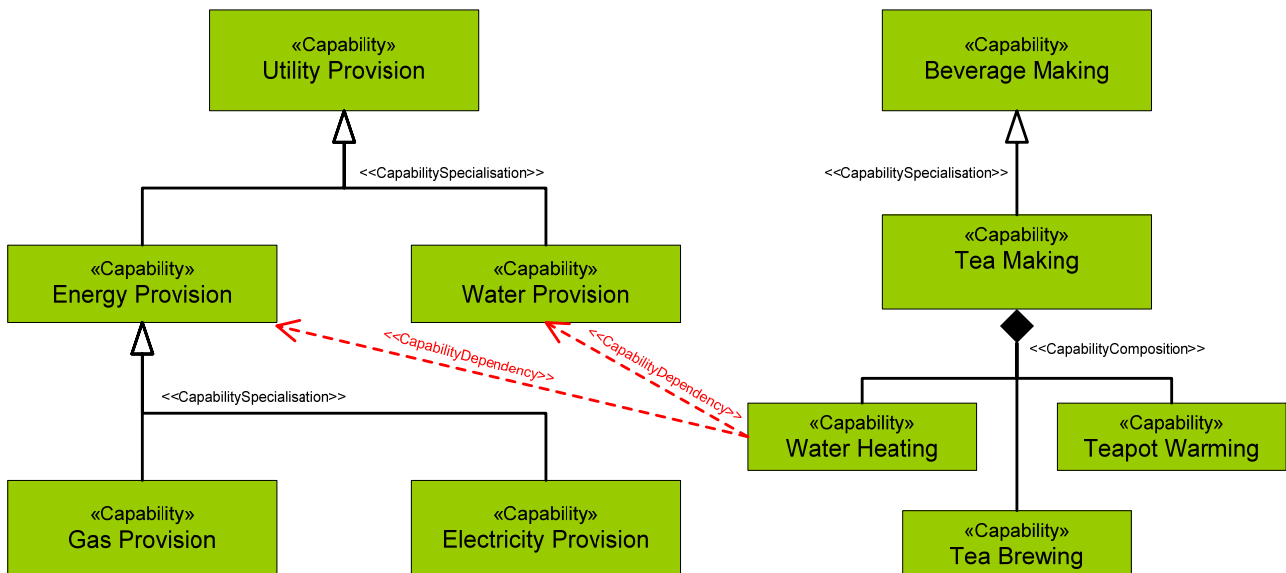 «Capability»
Utility Provision
«Capability»
Beverage Making
<<CapabilitySpecialisation>>
<<CapabilitySpecialisation>>
«Capability»
Energy Provision
«Capability»
Water Provision
«Capability»
Tea Making
<<CapabilityDependency>>
<<CapabilityDependency>>
<<CapabilityComposition>>
<<CapabilitySpecialisation>>
«Capability»
Water Heating
«Capability»
Teapot Warming
«Capability»
Gas Provision
«Capability»
Electricity Provision
«Capability»
Tea Brewing